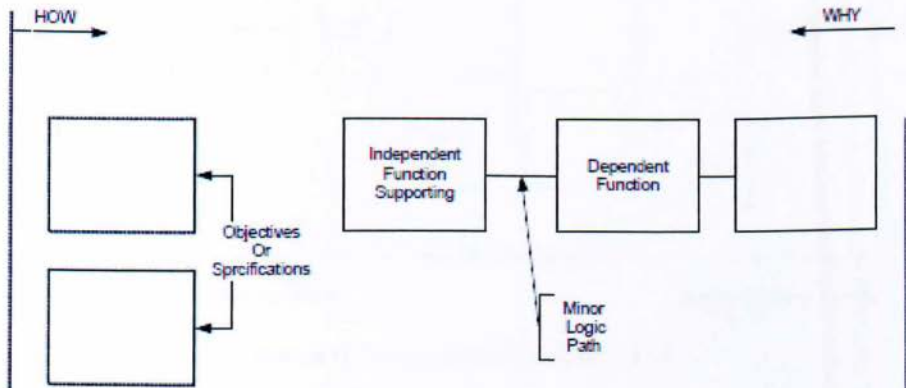 HOW
WHY
Independent
Function
Supporting
Dependent
Function
Objectives
Or
Sprcifications
Minor
Logic
Path